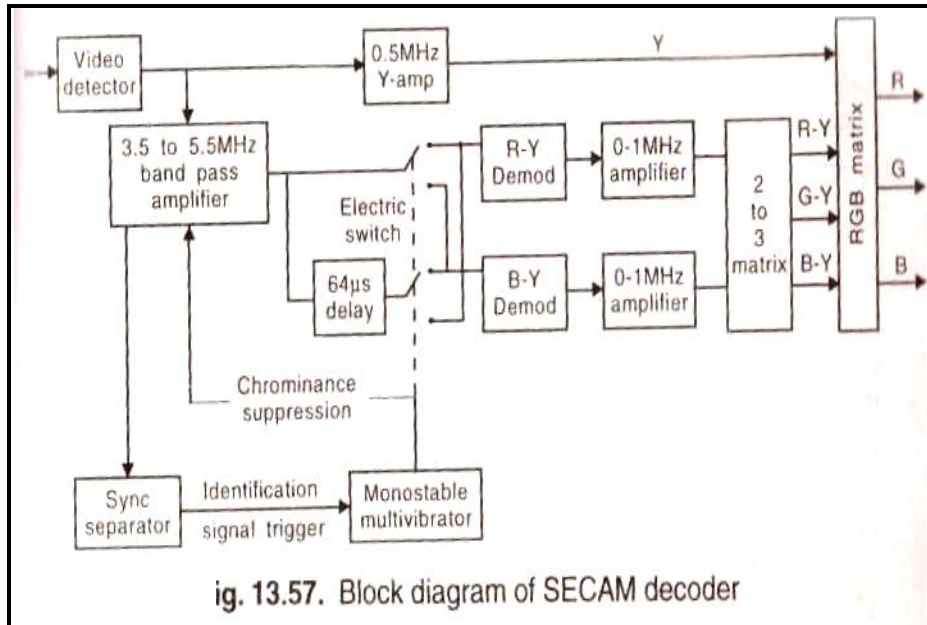 Video
detector
0.5MHz
Y-amp
Y
R
G
B
RGB matrix
3.5 to 5.5MHz
band pass
amplifier
R-Y
Demod
0-1MHz
amplifier
R-Y
G-Y
B-Y
2
to
3
matrix
Electric
switch
64µs
delay
B-Y
Demod
0-1MHz
amplifier
Chrominance
suppression
Sync
separator
Identification
signal trigger
Monostable
multivibrator
ig. 13.57. Block diagram of SECAM decoder